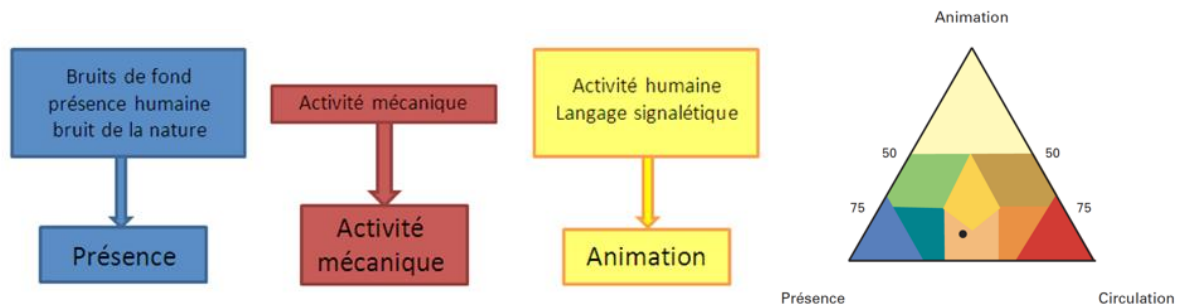 Bruits de fond
présence humaine
bruit de la nature
Présence
Activité mécanique
Activité
mécanique
Activité humaine
Langage signalétique
Animation
Animation
50
50
75
75
Présence
Circulation